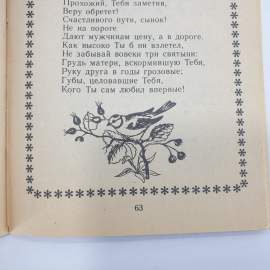 Прохожий, Тебя заметив,
Веру обретет!
Счастливого пути, сынок!
Не на пороге
Дают мужчинам цену, а в дороге.
Как высоко Ты б ни взлетел,
Не забывай вовеки три святыни:
Грудь матери, вскормившую Тебя,
Руку друга в годы грозовые;
Губы, целовавшие Тебя,
Кого Ты сам любил впервые!
63